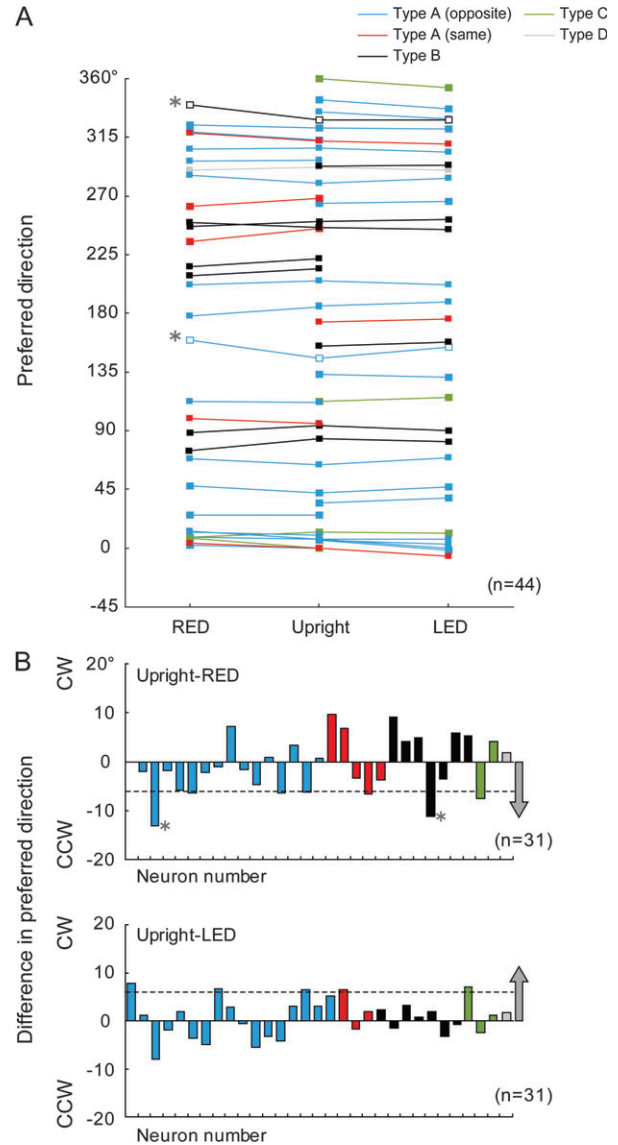 A
Type A (opposite)
Type C
Type A (same)
Type D
Type B
360°
315
270
225
180
135
90
45
0
-45
Preferred direction
*
*
(n=44)
RED
Upright
LED
B
Difference in preferred direction
CW
CCW
20°
10
0
-10
-20
Upright-RED
*
*
(n=31)
Neuron number
CW
CCW
20
10
0
-10
-20
Upright-LED
(n=31)
Neuron number